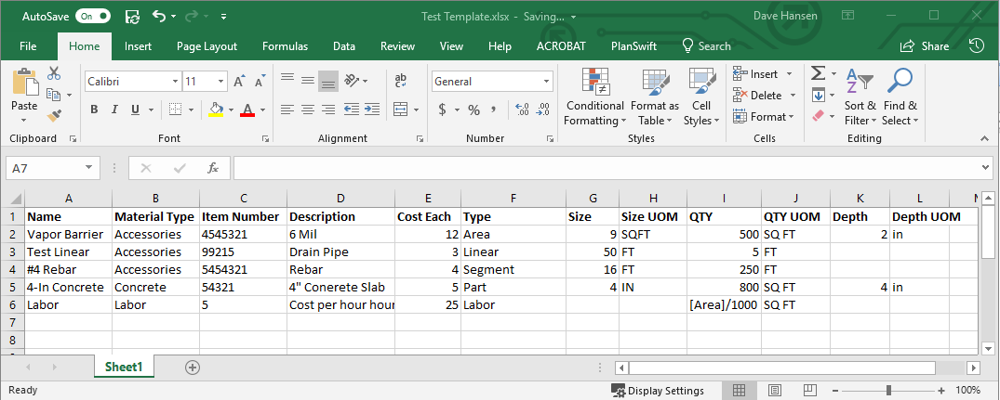 AutoSave On Test Template.xlsx - Saving... Dave Hansen
File Home Insert Page Layout Formulas Data Review View Help ACROBAT PlanSwift Search Share
Paste Calibri 11 A A ab c General Conditional Formatting Format as Table Cell Styles Insert Delete Format Sort & Filter Find & Select
B I U A $ % , .00 .0
Clipboard Font Alignment Number Styles Cells Editing
A7 fx
A B C D E F G H I J K L
1 Name Material Type Item Number Description Cost Each Type Size Size UOM QTY QTY UOM Depth Depth UOM
2 Vapor Barrier Accessories 4545321 6 Mil 12 Area 9 SQFT 500 SQ FT 2 in
3 Test Linear Accessories 99215 Drain Pipe 3 Linear 50 FT 5 FT
4 #4 Rebar Accessories 5454321 Rebar 4 Segment 16 FT 250 FT
5 4-In Concrete Concrete 54321 4" Conerete Slab 5 Part 4 IN 800 SQ FT 4 in
6 Labor Labor 5 Cost per hour hour 25 Labor [Area]/1000 SQ FT
7
8
Sheet1
Ready Display Settings 100%